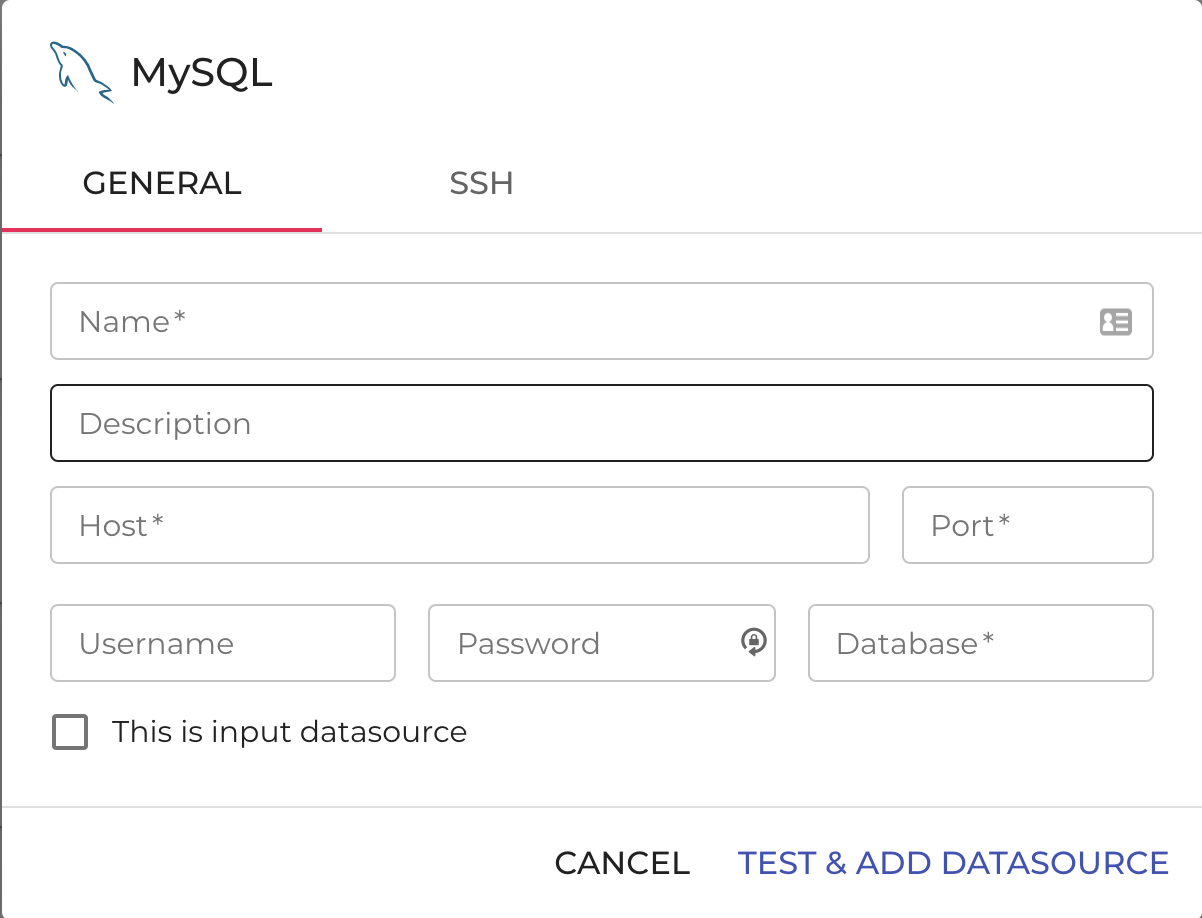 MySQL
GENERAL SSH
Name*
Description
Host* Port*
Username Password Database*
This is input datasource
CANCEL TEST & ADD DATASOURCE